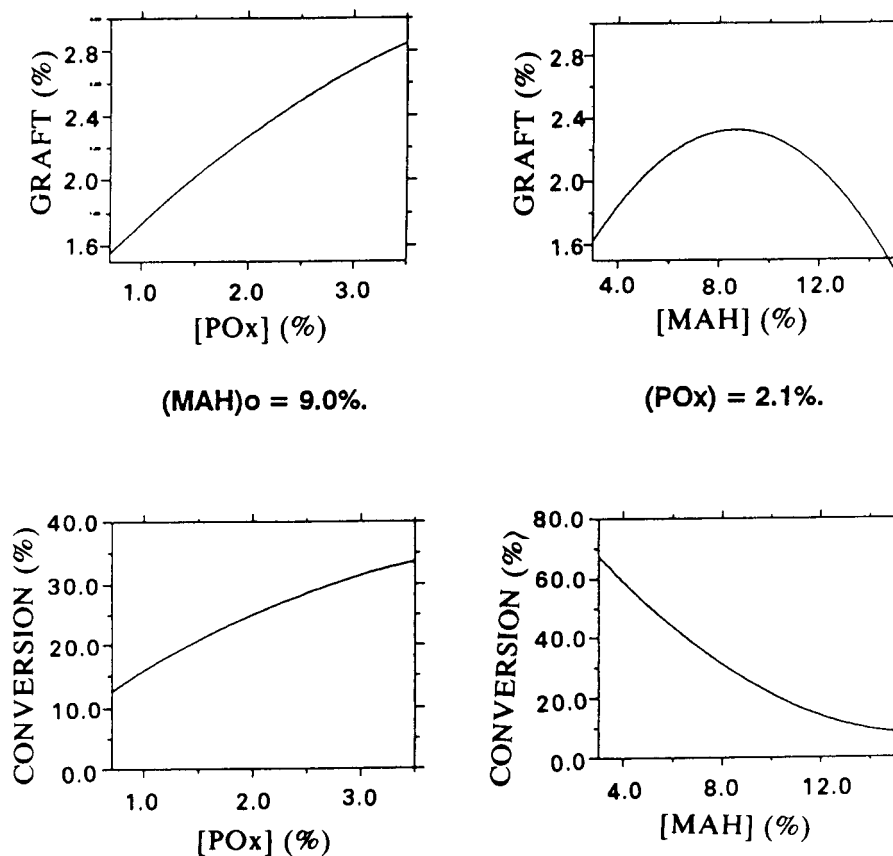 GRAFT (%)
2.8
2.4
2.0
1.6
1.0 2.0 3.0
[POx] (%)
GRAFT (%)
2.8
2.4
2.0
1.6
4.0 8.0 12.0
[MAH] (%)
(MAH)o = 9.0%.
(POx) = 2.1%.
CONVERSION (%)
40.0
30.0
20.0
10.0
0.0
1.0 2.0 3.0
[POx] (%)
CONVERSION (%)
80.0
60.0
40.0
20.0
0.0
4.0 8.0 12.0
[MAH] (%)